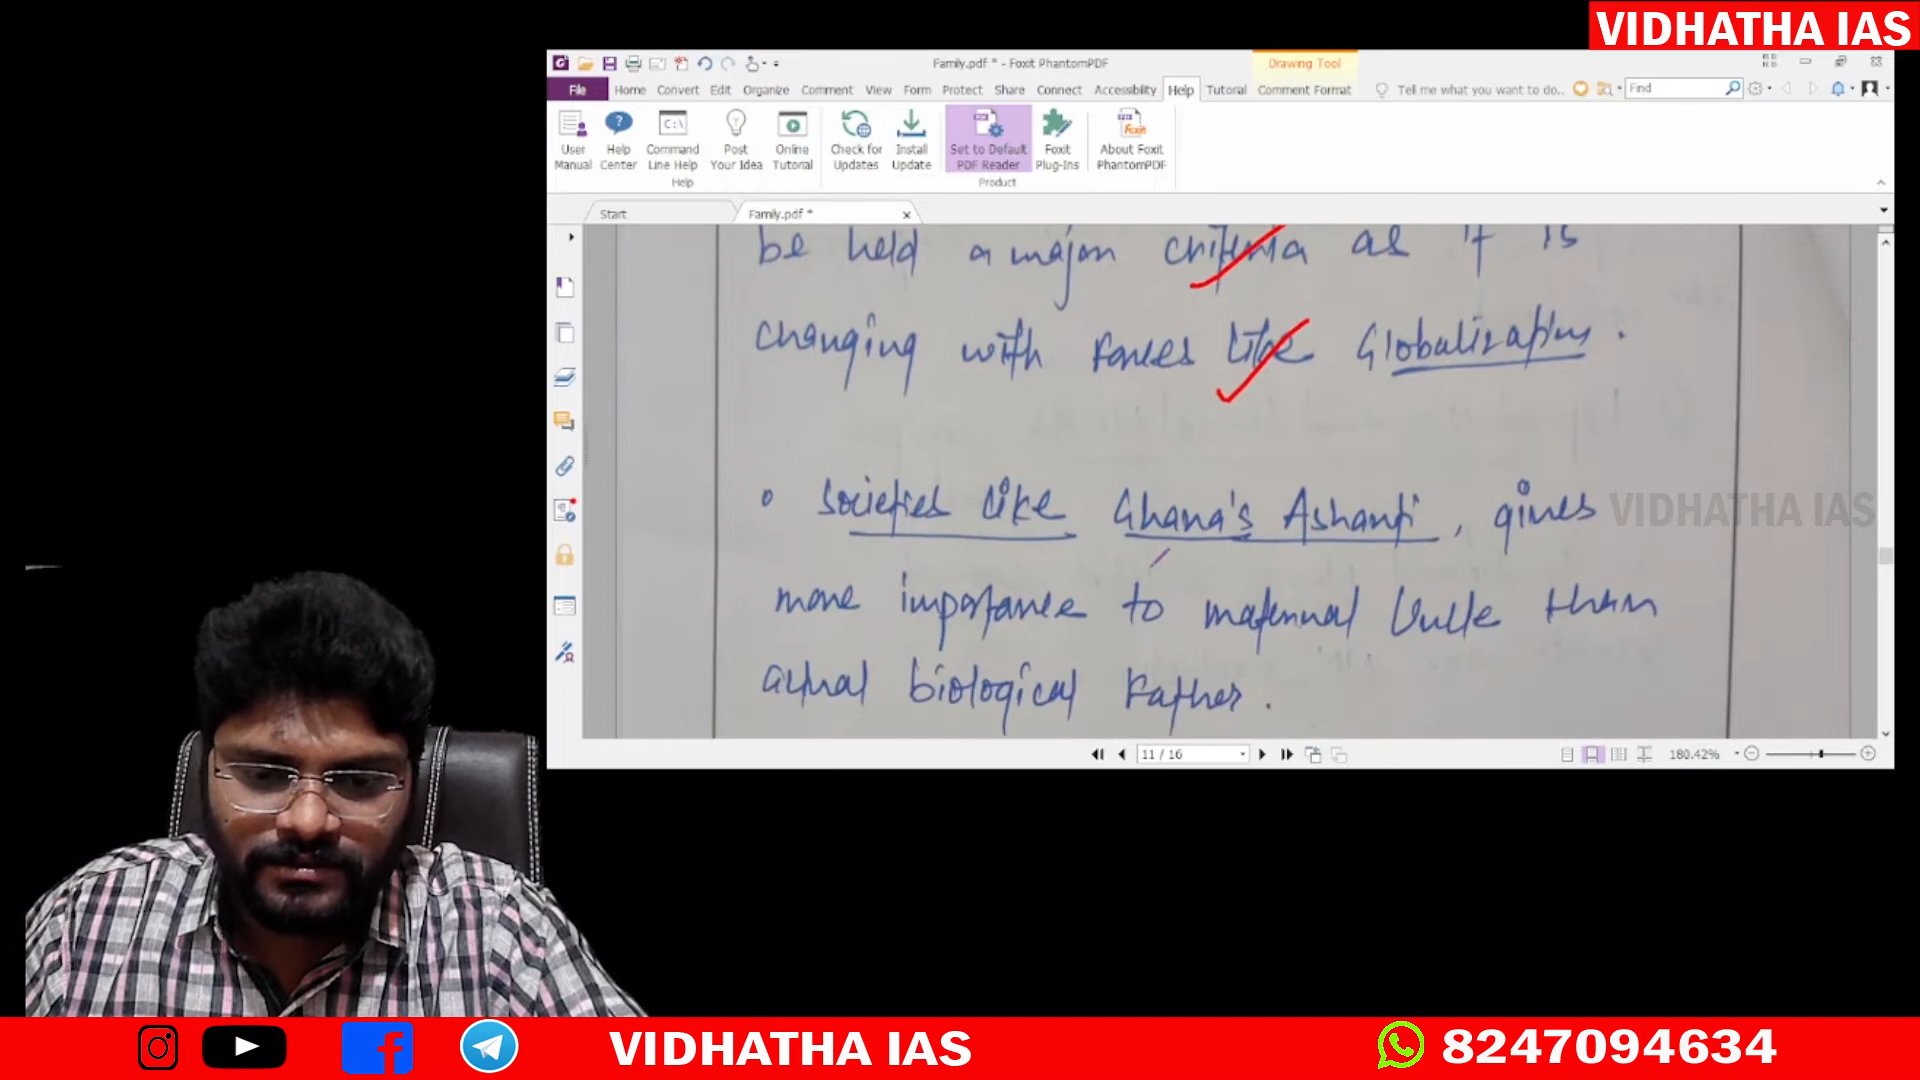 VIDHATHA IAS
Family.pdf * - Foxit PhantomPDF
Drawing Tool
File Home Convert Edit Organize Comment View Form Protect Share Connect Accessibility Help Tutorial Comment Format Tell me what you want to do.. Find
User Manual
Help Center
Command Line Help
Post Your Idea
Online Tutorial
Check for Updates
Install Update
Set to Default PDF Reader
Foxit Plug-Ins
About Foxit PhantomPDF
Help
Product
Start
Family.pdf *
be held a major criteria as it is
changing with Forces like Globalization.
Societies like Ghana's Ashanti, gives
VIDHATHA IAS
more importance to maternal Uncle than
actual biological Father.
11 / 16
180.42%
VIDHATHA IAS
8247094634